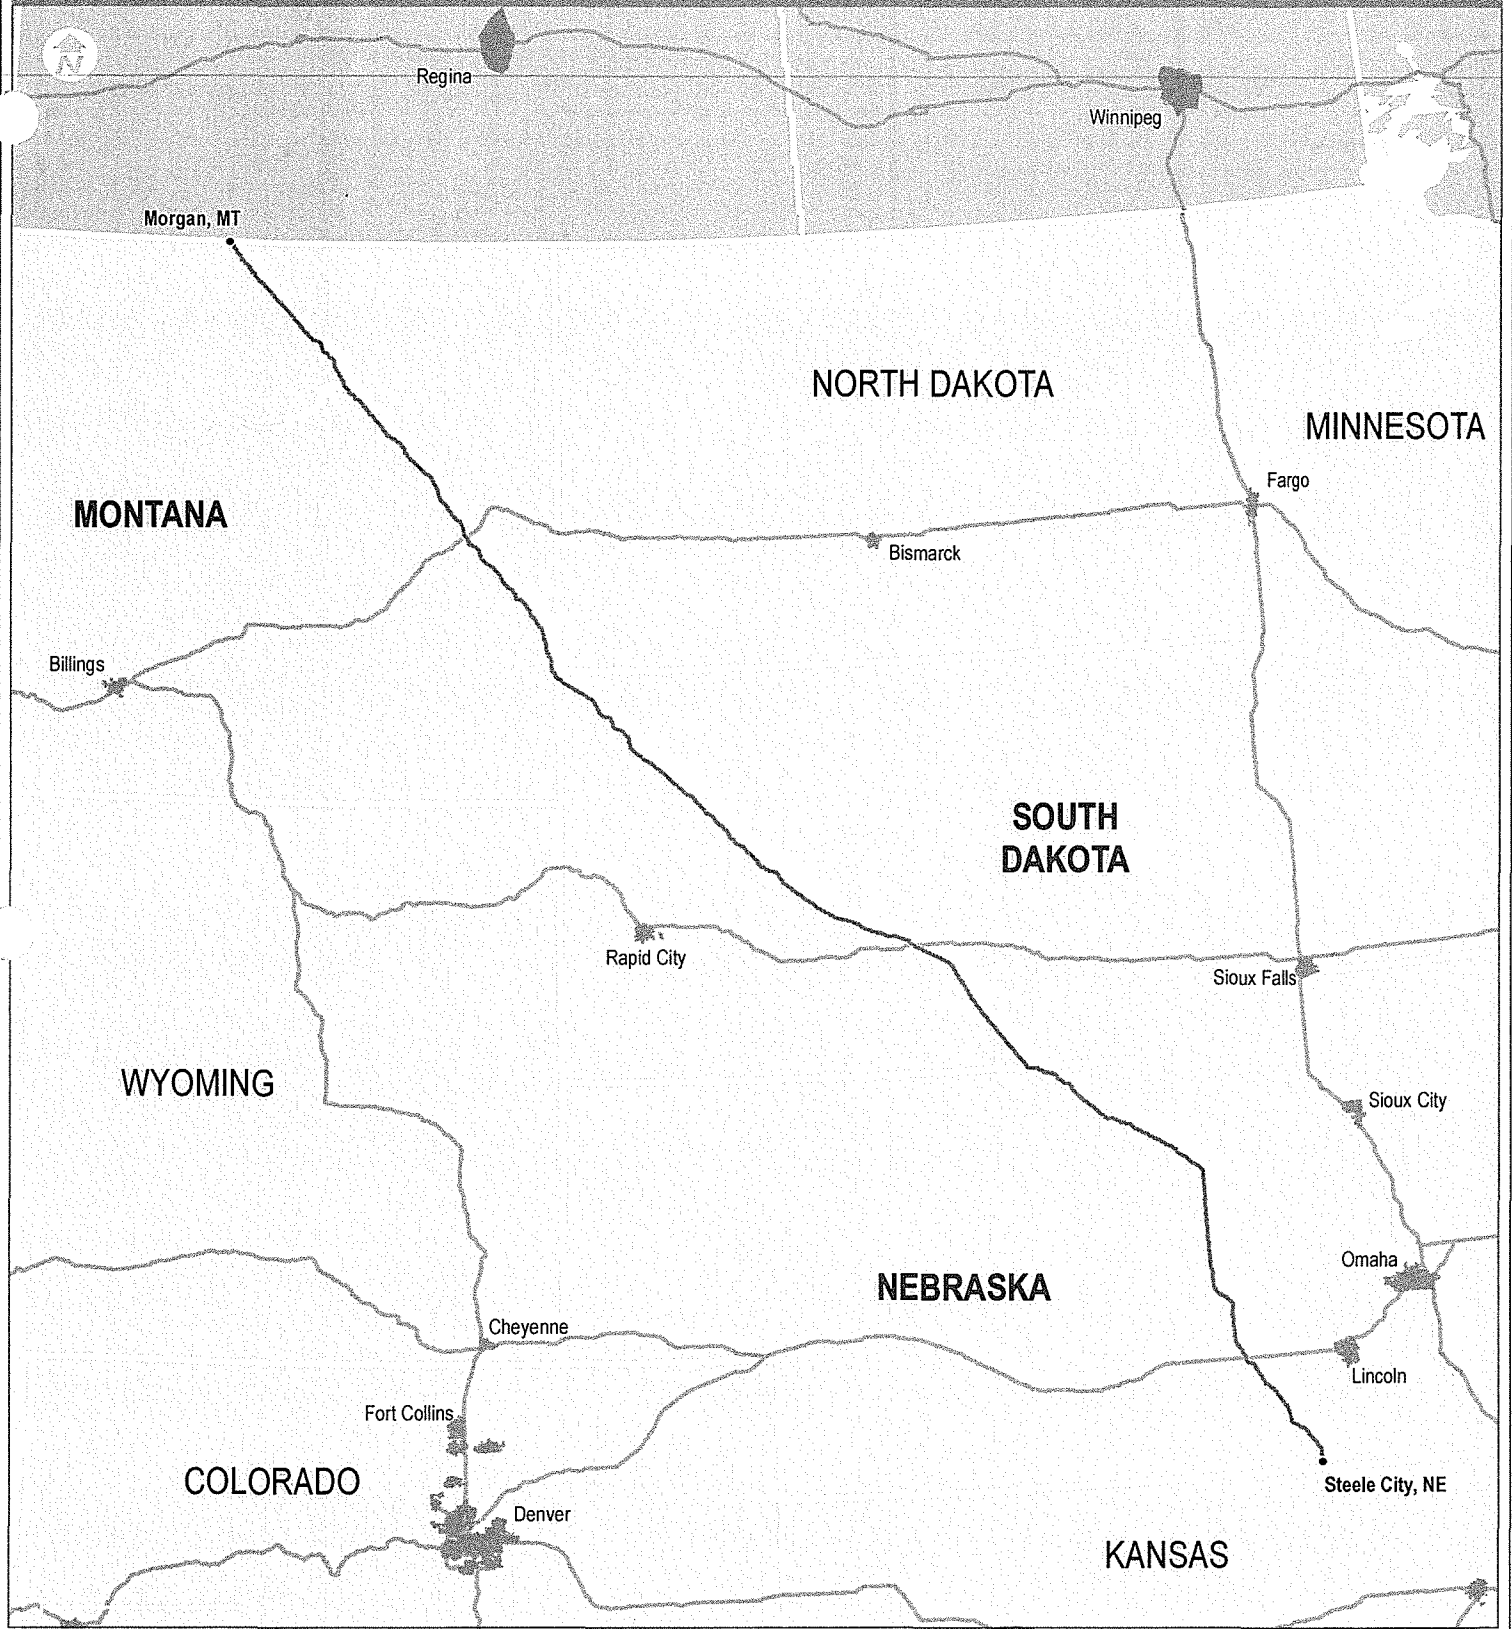 N
Regina
Winnipeg
Morgan, MT
NORTH DAKOTA
MINNESOTA
Fargo
MONTANA
Bismarck
Billings
SOUTH
DAKOTA
Rapid City
Sioux Falls
WYOMING
Sioux City
Omaha
NEBRASKA
Cheyenne
Lincoln
Fort Collins
COLORADO
Steele City, NE
Denver
KANSAS